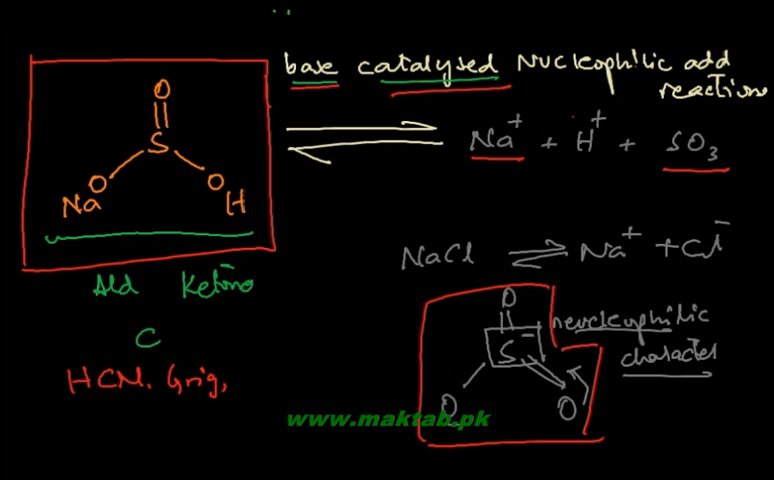 base catalysed Nucleophilic add
reactions
O
S
O O
Na H
Na+ + H+ + SO3
NaCl Na+ + Cl-
Ald Ketone
C
HCN. Grig,
O
neucleophilic
S-
character
O O
www.maktab.pk